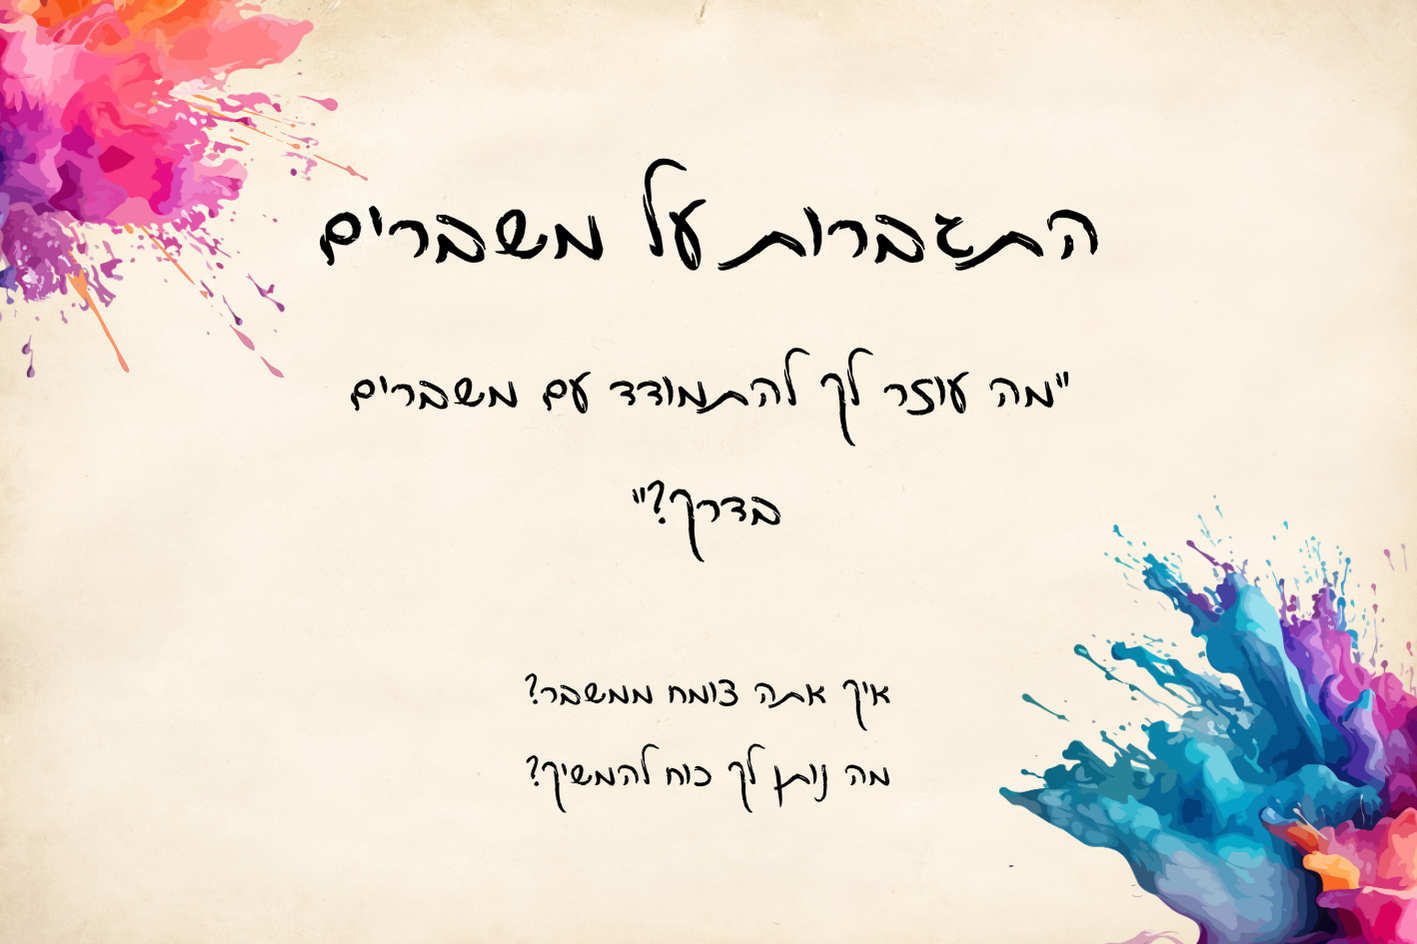 התגברות על משברים
"מה עוזר לך להתמודד עם משברים
בדרך?"
איך אתה צומח ממשבר?
מה נותן לך כוח להמשיך?